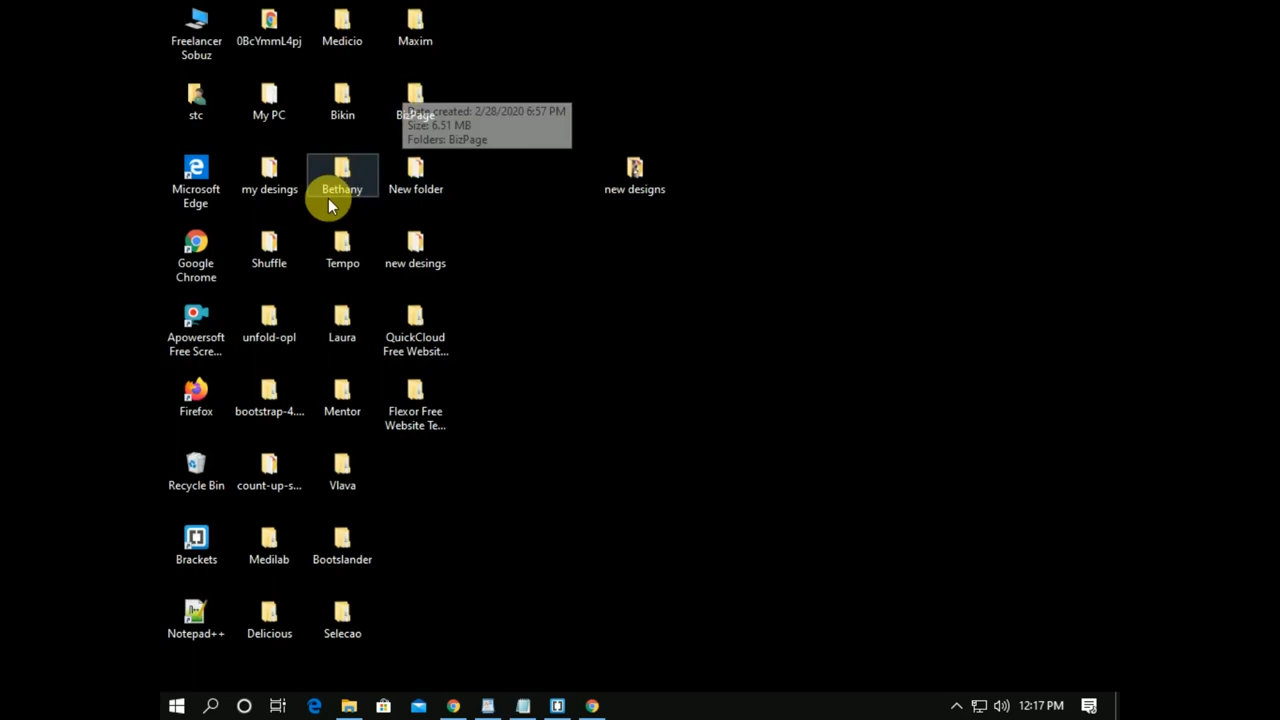 Freelancer
Sobuz
0BcYmmL4pj
Medicio
Maxim
stc
My PC
Bikin
BizPage
Date created: 2/28/2020 6:57 PM
Size: 6.51 MB
Folders: BizPage
Microsoft
Edge
my desings
Bethany
New folder
new designs
Google
Chrome
Shuffle
Tempo
new desings
Apowersoft
Free Scre...
unfold-opl
Laura
QuickCloud
Free Websit...
Firefox
bootstrap-4....
Mentor
Flexor Free
Website Te...
Recycle Bin
count-up-s...
Vlava
Brackets
Medilab
Bootslander
Notepad++
Delicious
Selecao
12:17 PM